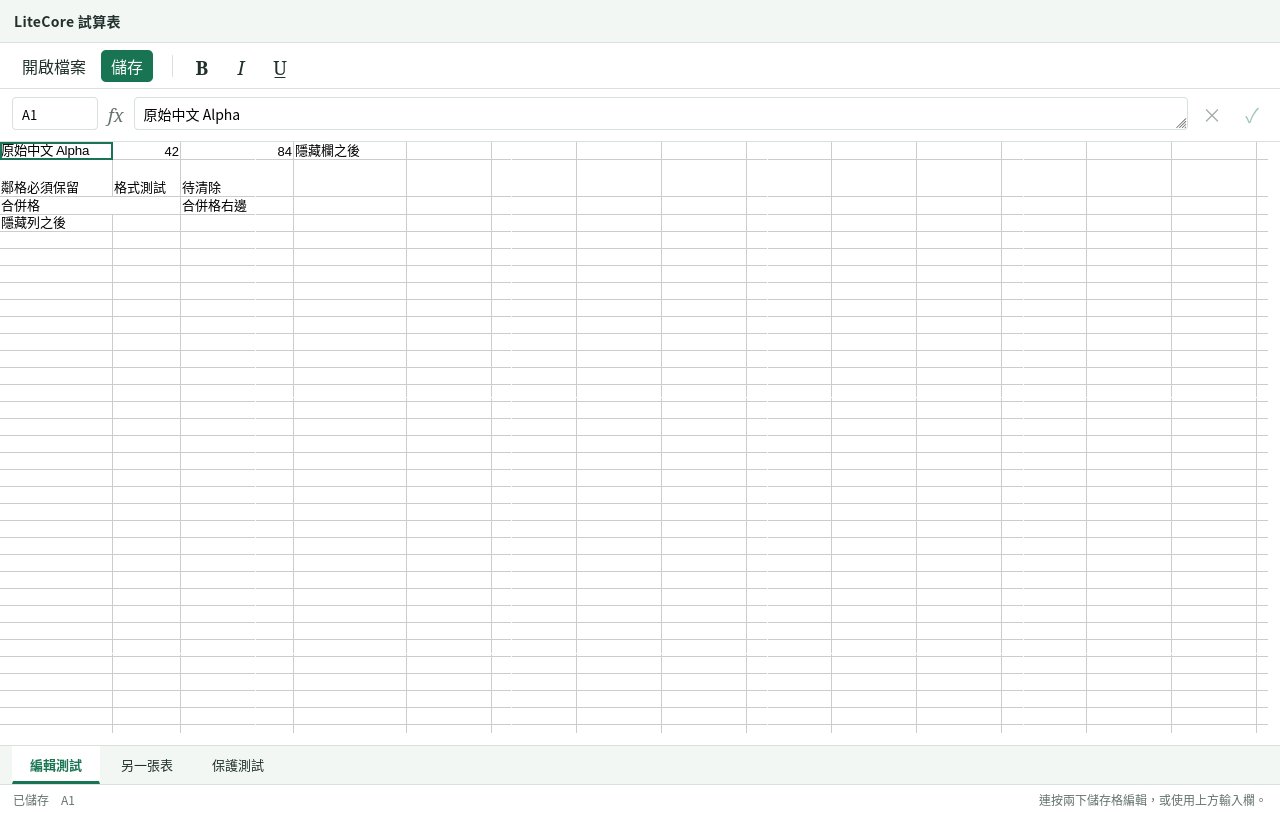 LiteCore 試算表
開啟檔案 儲存 B I U
A1 fx 原始中文 Alpha
原始中文 Alpha 42 84 隱藏欄之後
鄰格必須保留 格式測試 待清除
合併格 合併格右邊
隱藏列之後
編輯測試 另一張表 保護測試
已儲存 A1 連按兩下儲存格編輯，或使用上方輸入欄。